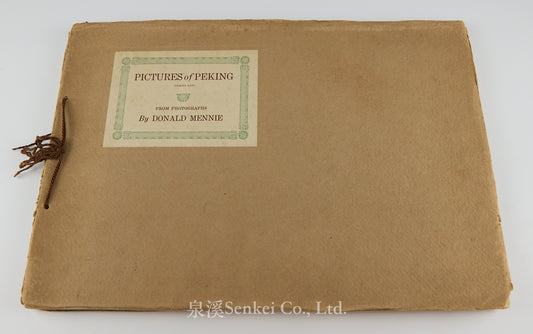 PICTURES of PEKING
FROM PHOTOGRAPHS
By DONALD MENNIE
泉溪Senkei Co., Ltd.